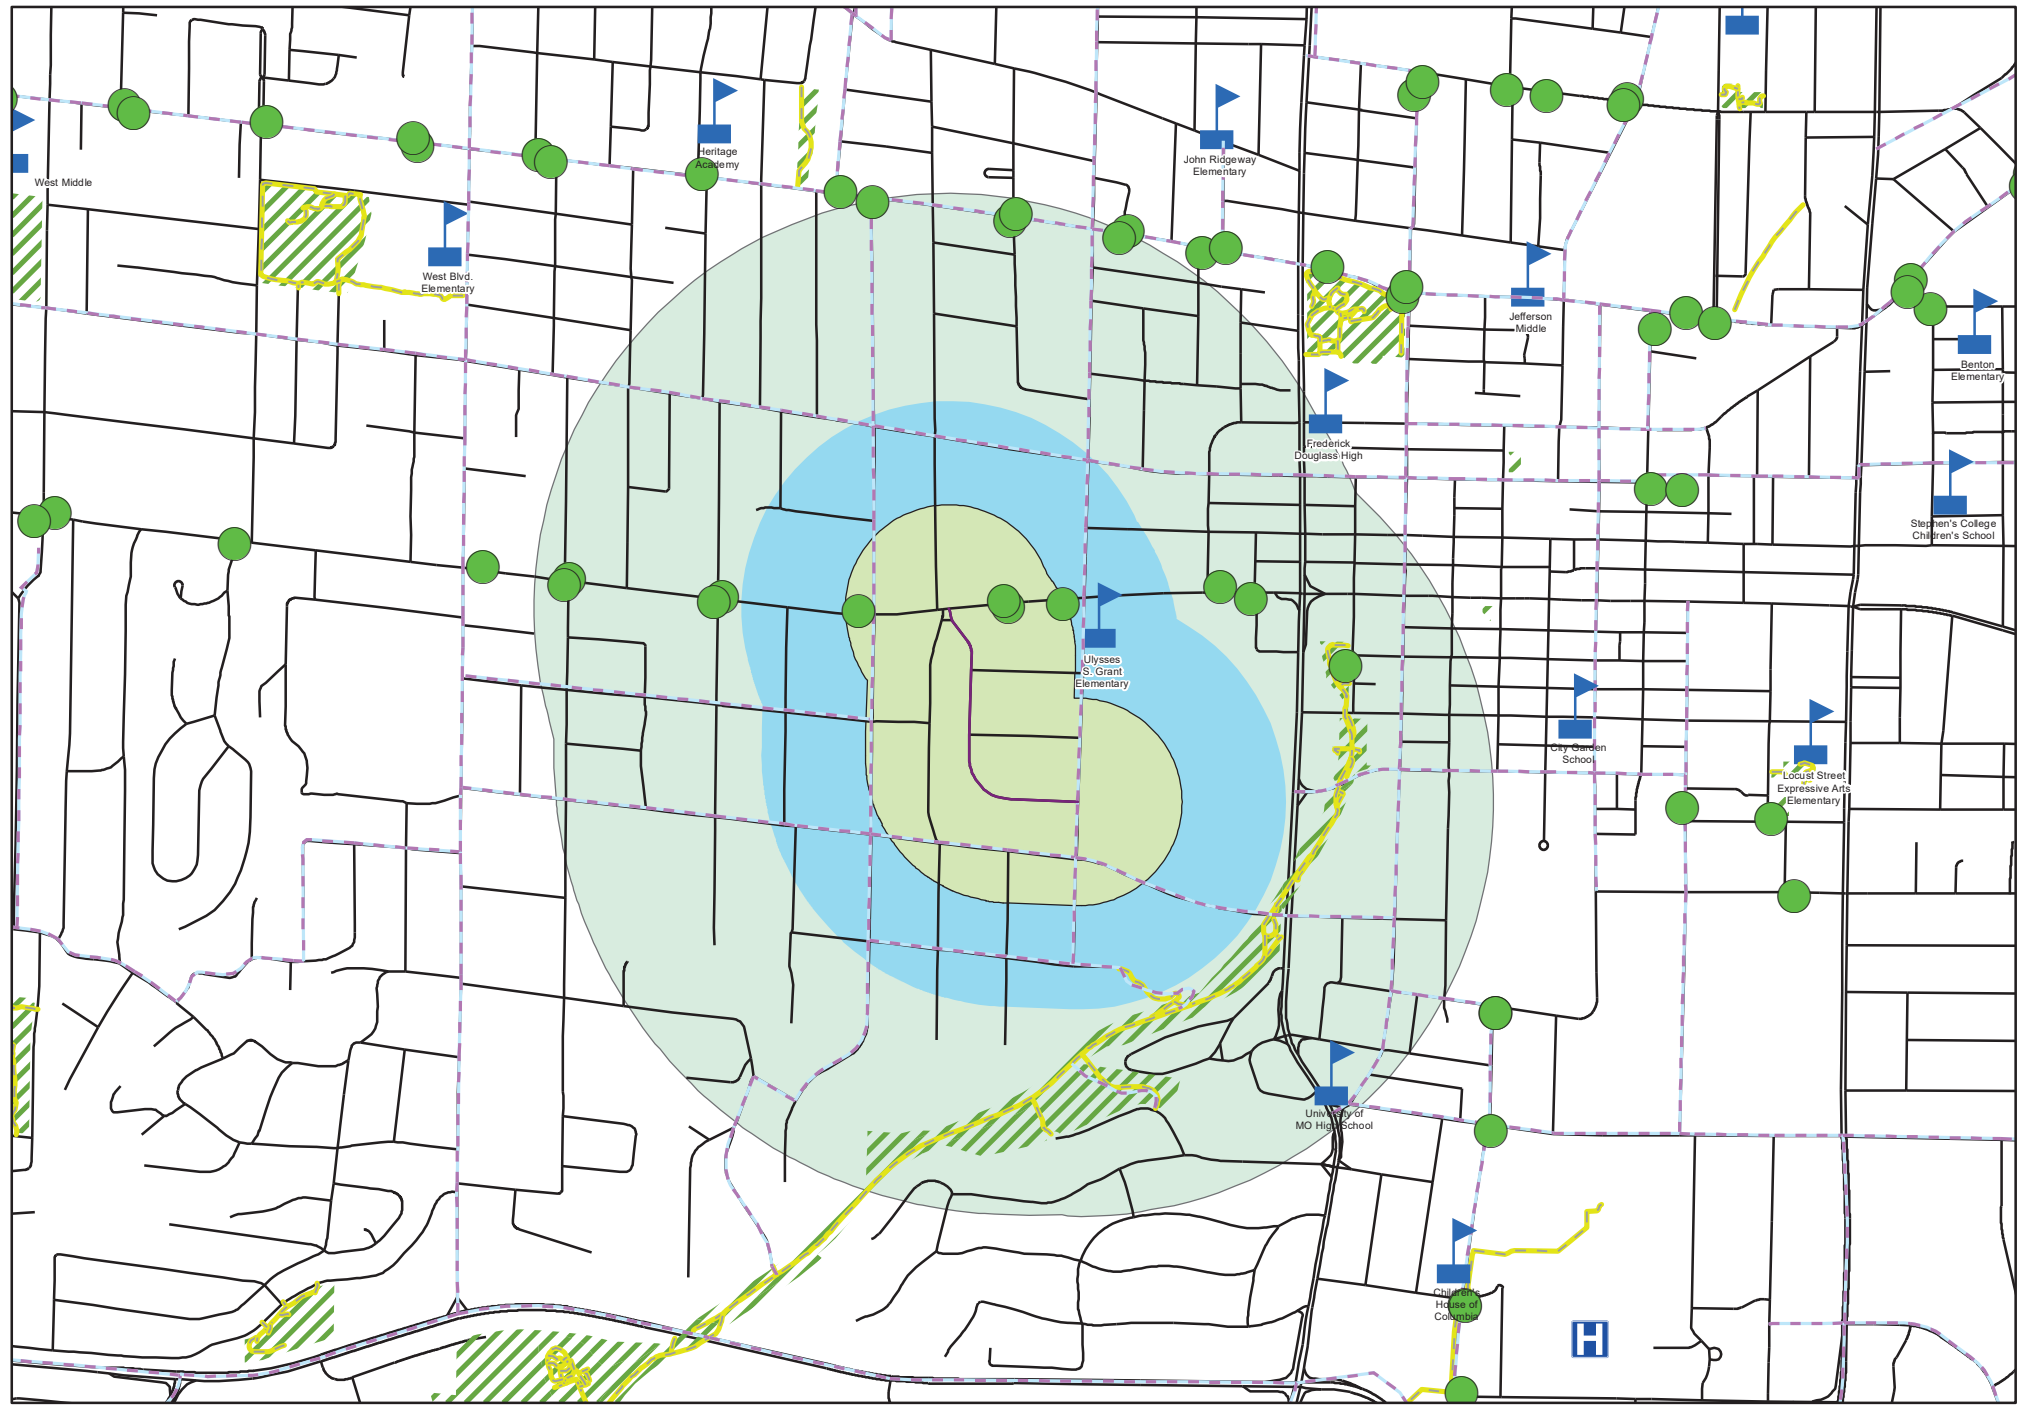 Heritage
Academy
John Ridgeway
Elementary
West Middle
West Blvd.
Elementary
Jefferson
Middle
Benton
Elementary
Frederick
Douglass High
Stephen's College
Children's School
Ulysses
S. Grant
Elementary
City Garden
School
Locust Street
Expressive Arts
Elementary
University of
MO High School
Children's
House of
Columbia
H